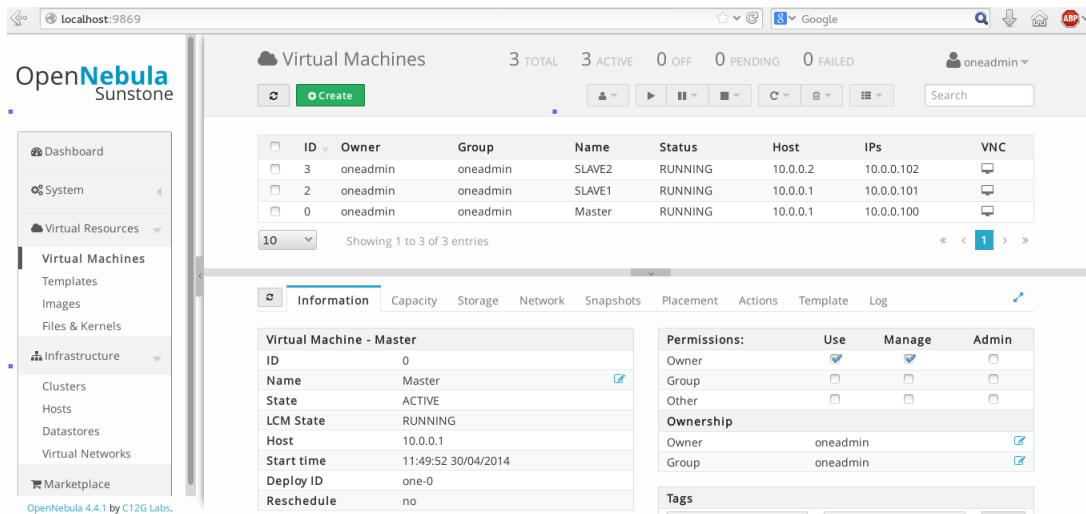 localhost:9869
Google
ABP
OpenNebula
Sunstone
Virtual Machines
3 TOTAL 3 ACTIVE 0 OFF 0 PENDING 0 FAILED
oneadmin
Create
Search
Dashboard
System
Virtual Resources
Virtual Machines
Templates
Images
Files & Kernels
Infrastructure
Clusters
Hosts
Datastores
Virtual Networks
Marketplace
OpenNebula 4.4.1 by C12G Labs.
ID Owner Group Name Status Host IPs VNC
3 oneadmin oneadmin SLAVE2 RUNNING 10.0.0.2 10.0.0.102
2 oneadmin oneadmin SLAVE1 RUNNING 10.0.0.1 10.0.0.101
0 oneadmin oneadmin Master RUNNING 10.0.0.1 10.0.0.100
10 Showing 1 to 3 of 3 entries « < 1 > »
Information Capacity Storage Network Snapshots Placement Actions Template Log
Virtual Machine - Master
ID 0
Name Master
State ACTIVE
LCM State RUNNING
Host 10.0.0.1
Start time 11:49:52 30/04/2014
Deploy ID one-0
Reschedule no
Permissions: Use Manage Admin
Owner
Group
Other
Ownership
Owner oneadmin
Group oneadmin
Tags